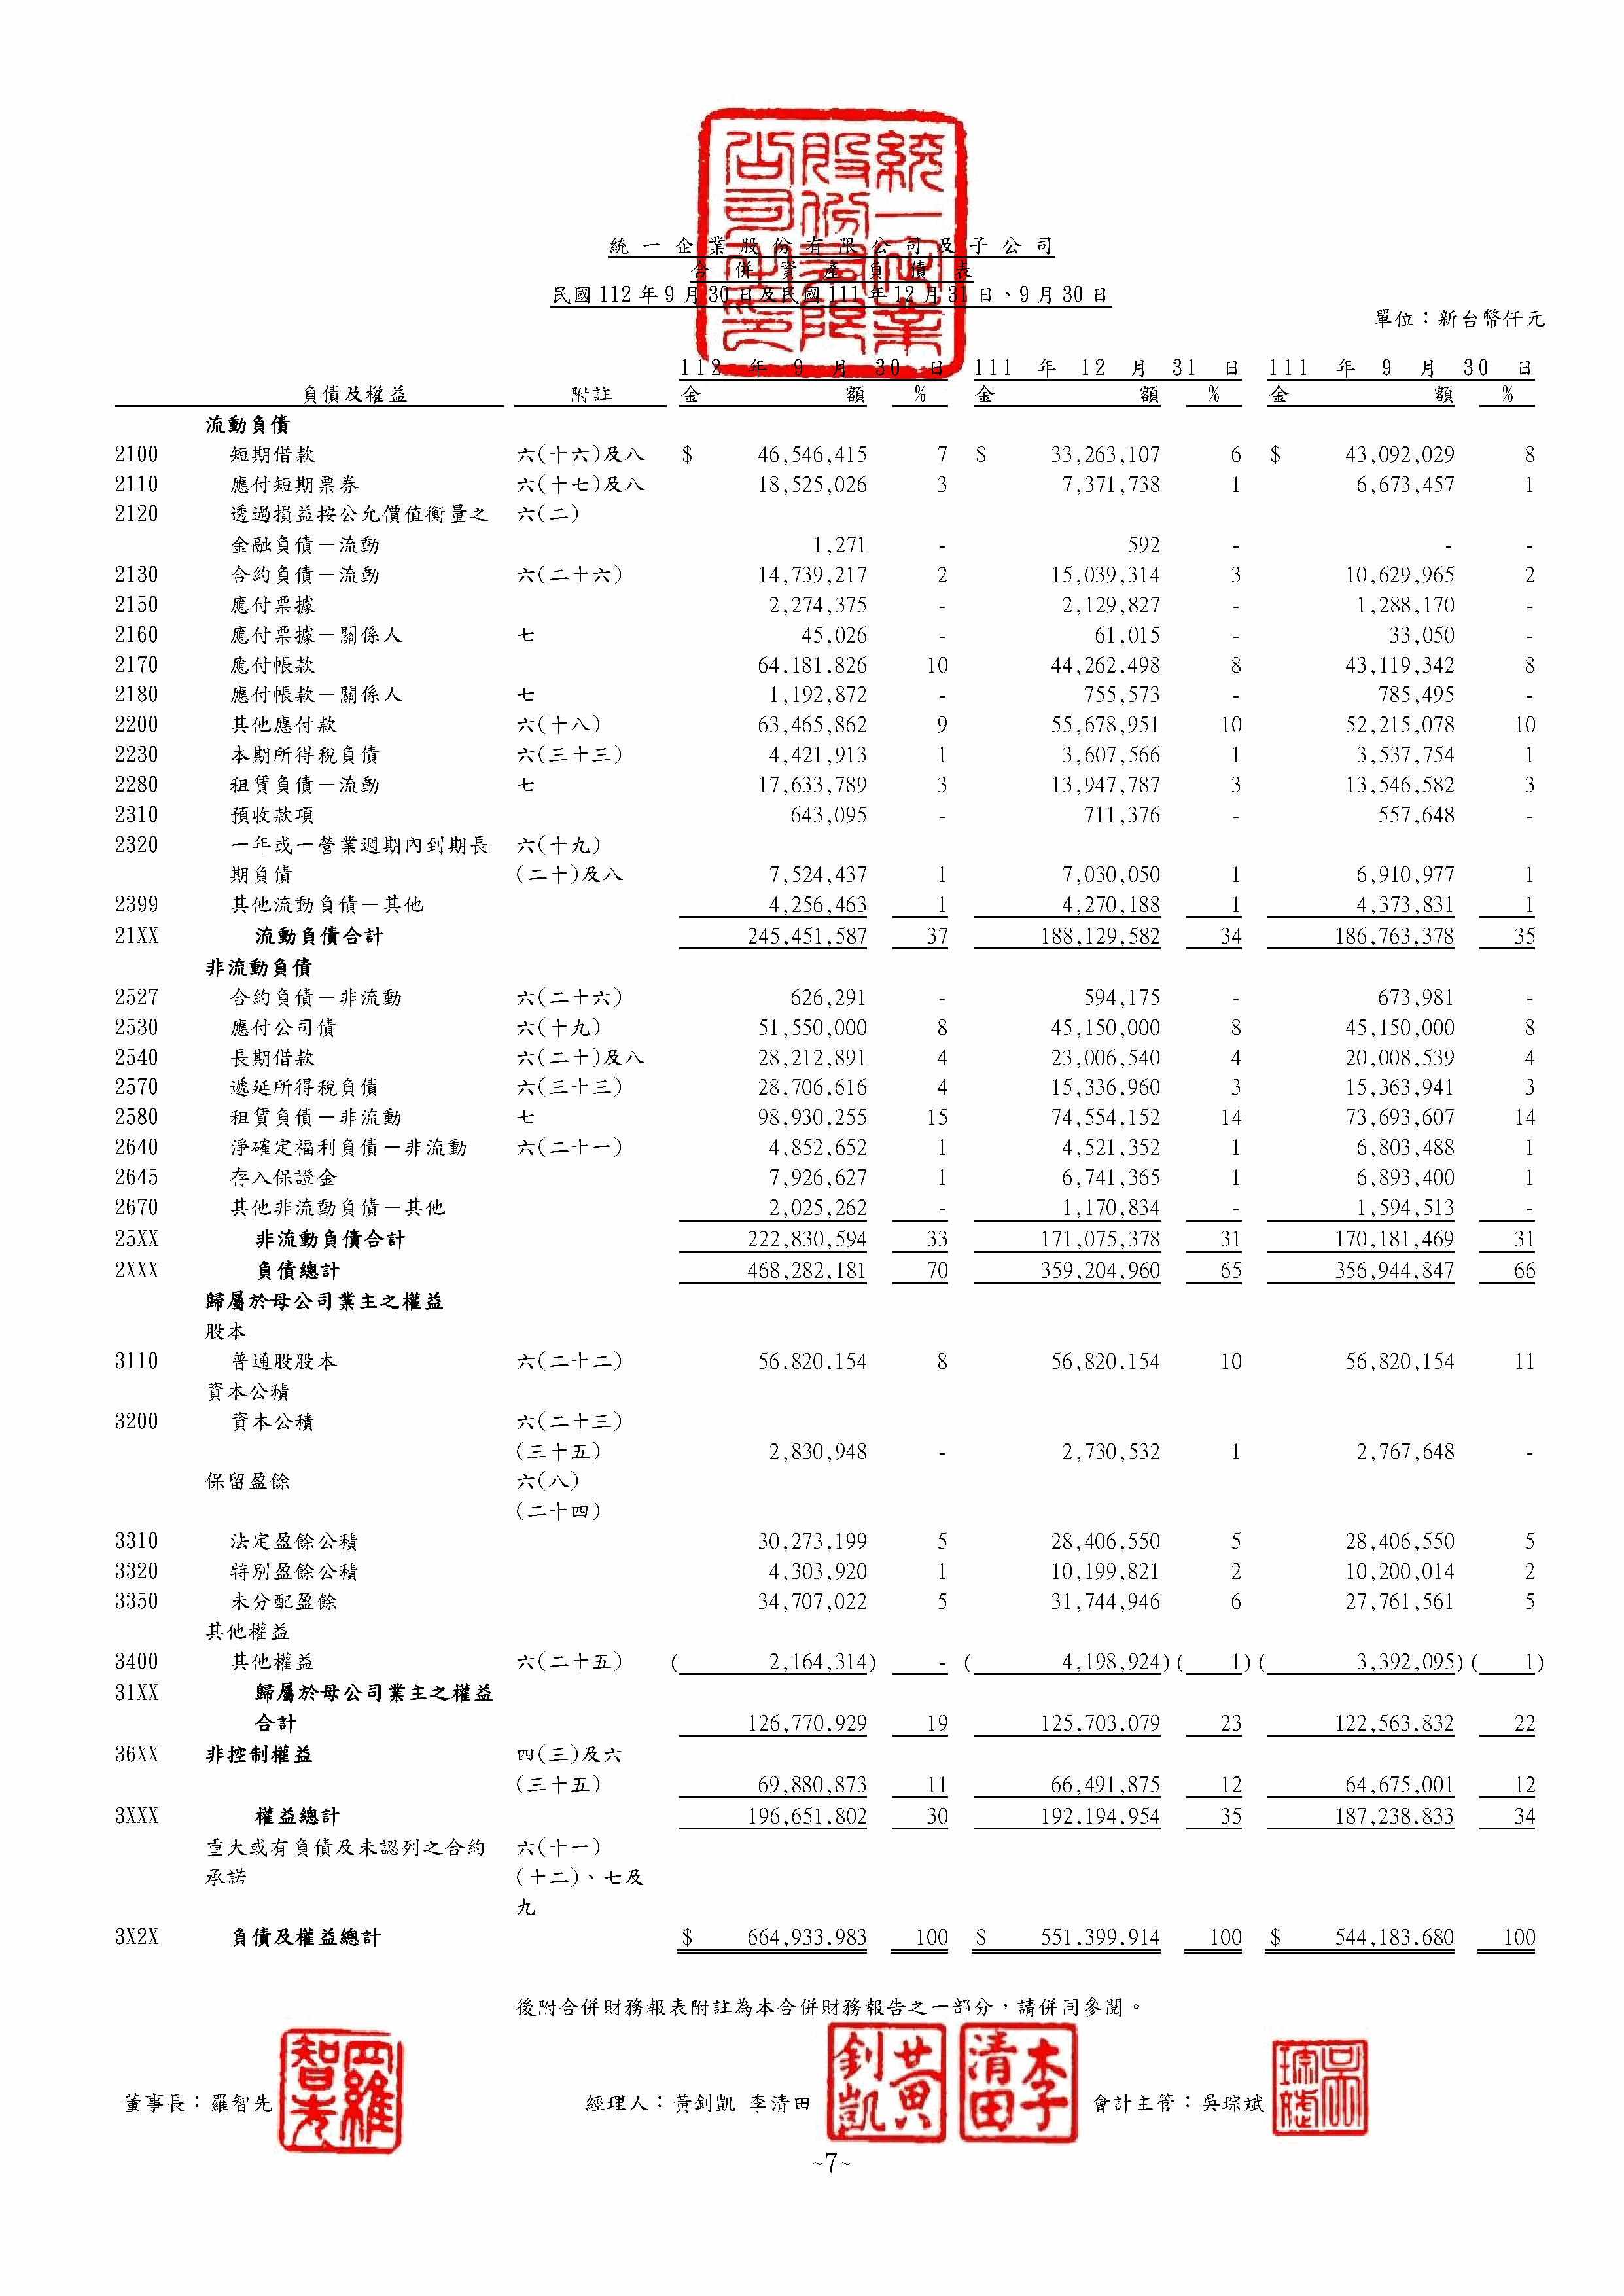 統一企業股份有限公司及子公司
合併資產負債表
民國112年9月30日及民國111年12月31日、9月30日
單位：新台幣仟元
112年9月30日 111年12月31日 111年9月30日
負債及權益 附註 金額 % 金額 % 金額 %
流動負債
2100 短期借款 六(十六)及八 $ 46,546,415 7 $ 33,263,107 6 $ 43,092,029 8
2110 應付短期票券 六(十七)及八 18,525,026 3 7,371,738 1 6,673,457 1
2120 透過損益按公允價值衡量之 六(二)
金融負債－流動 1,271 - 592 - - -
2130 合約負債－流動 六(二十六) 14,739,217 2 15,039,314 3 10,629,965 2
2150 應付票據 2,274,375 - 2,129,827 - 1,288,170 -
2160 應付票據－關係人 七 45,026 - 61,015 - 33,050 -
2170 應付帳款 64,181,826 10 44,262,498 8 43,119,342 8
2180 應付帳款－關係人 七 1,192,872 - 755,573 - 785,495 -
2200 其他應付款 六(十八) 63,465,862 9 55,678,951 10 52,215,078 10
2230 本期所得稅負債 六(三十三) 4,421,913 1 3,607,566 1 3,537,754 1
2280 租賃負債－流動 七 17,633,789 3 13,947,787 3 13,546,582 3
2310 預收款項 643,095 - 711,376 - 557,648 -
2320 一年或一營業週期內到期長 六(十九)
期負債 (二十)及八 7,524,437 1 7,030,050 1 6,910,977 1
2399 其他流動負債－其他 4,256,463 1 4,270,188 1 4,373,831 1
21XX 流動負債合計 245,451,587 37 188,129,582 34 186,763,378 35
非流動負債
2527 合約負債－非流動 六(二十六) 626,291 - 594,175 - 673,981 -
2530 應付公司債 六(十九) 51,550,000 8 45,150,000 8 45,150,000 8
2540 長期借款 六(二十)及八 28,212,891 4 23,006,540 4 20,008,539 4
2570 遞延所得稅負債 六(三十三) 28,706,616 4 15,336,960 3 15,363,941 3
2580 租賃負債－非流動 七 98,930,255 15 74,554,152 14 73,693,607 14
2640 淨確定福利負債－非流動 六(二十一) 4,852,652 1 4,521,352 1 6,803,488 1
2645 存入保證金 7,926,627 1 6,741,365 1 6,893,400 1
2670 其他非流動負債－其他 2,025,262 - 1,170,834 - 1,594,513 -
25XX 非流動負債合計 222,830,594 33 171,075,378 31 170,181,469 31
2XXX 負債總計 468,282,181 70 359,204,960 65 356,944,847 66
歸屬於母公司業主之權益
股本
3110 普通股股本 六(二十二) 56,820,154 8 56,820,154 10 56,820,154 11
資本公積
3200 資本公積 六(二十三)
(三十五) 2,830,948 - 2,730,532 1 2,767,648 -
保留盈餘 六(八)
(二十四)
3310 法定盈餘公積 30,273,199 5 28,406,550 5 28,406,550 5
3320 特別盈餘公積 4,303,920 1 10,199,821 2 10,200,014 2
3350 未分配盈餘 34,707,022 5 31,744,946 6 27,761,561 5
其他權益
3400 其他權益 六(二十五) ( 2,164,314) - ( 4,198,924)( 1)( 3,392,095)( 1)
31XX 歸屬於母公司業主之權益
合計 126,770,929 19 125,703,079 23 122,563,832 22
36XX 非控制權益 四(三)及六
(三十五) 69,880,873 11 66,491,875 12 64,675,001 12
3XXX 權益總計 196,651,802 30 192,194,954 35 187,238,833 34
重大或有負債及未認列之合約 六(十一)
承諾 (十二)、七及
九
3X2X 負債及權益總計 $ 664,933,983 100 $ 551,399,914 100 $ 544,183,680 100
後附合併財務報表附註為本合併財務報告之一部分，請併同參閱。
董事長：羅智先 羅智先 經理人：黃釗凱 李清田 黃釗凱 李清田 會計主管：吳琮斌 吳琮斌
~7~